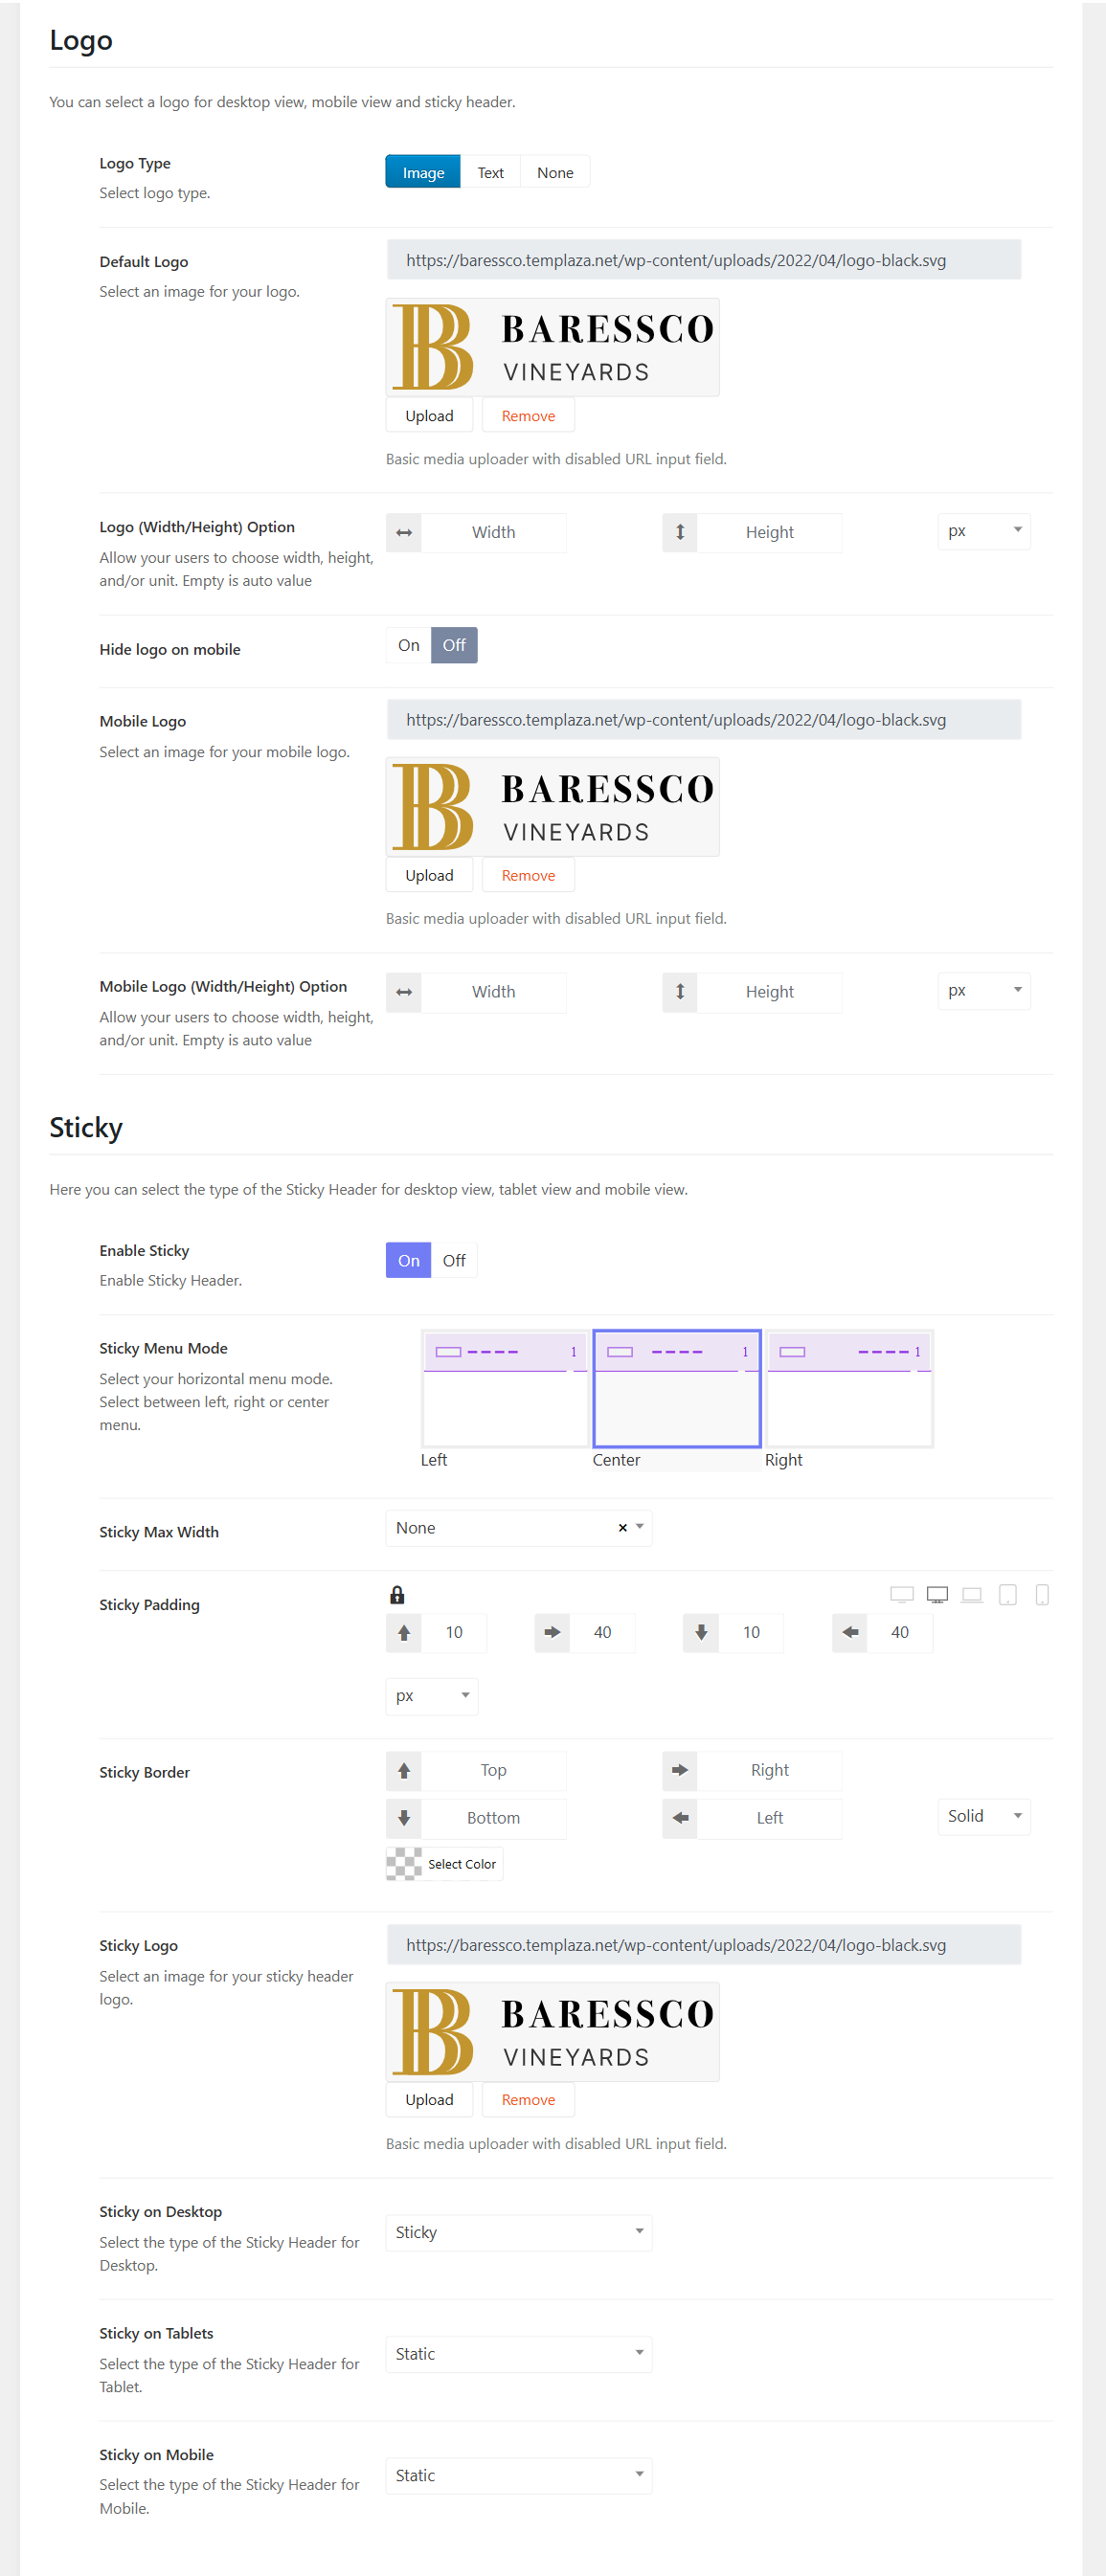 Logo
You can select a logo for desktop view, mobile view and sticky header.
Logo Type
Select logo type.
Image Text None
Default Logo
Select an image for your logo.
https://baressco.templaza.net/wp-content/uploads/2022/04/logo-black.svg
B BARESSCO
VINEYARDS
Upload Remove
Basic media uploader with disabled URL input field.
Logo (Width/Height) Option
Allow your users to choose width, height,
and/or unit. Empty is auto value
Width Height px
Hide logo on mobile
On Off
Mobile Logo
Select an image for your mobile logo.
https://baressco.templaza.net/wp-content/uploads/2022/04/logo-black.svg
B BARESSCO
VINEYARDS
Upload Remove
Basic media uploader with disabled URL input field.
Mobile Logo (Width/Height) Option
Allow your users to choose width, height,
and/or unit. Empty is auto value
Width Height px
Sticky
Here you can select the type of the Sticky Header for desktop view, tablet view and mobile view.
Enable Sticky
Enable Sticky Header.
On Off
Sticky Menu Mode
Select your horizontal menu mode.
Select between left, right or center
menu.
1 1 1
Left Center Right
Sticky Max Width
None ×
Sticky Padding
10 40 10 40
px
Sticky Border
Top Right
Bottom Left Solid
Select Color
Sticky Logo
Select an image for your sticky header
logo.
https://baressco.templaza.net/wp-content/uploads/2022/04/logo-black.svg
B BARESSCO
VINEYARDS
Upload Remove
Basic media uploader with disabled URL input field.
Sticky on Desktop
Select the type of the Sticky Header for
Desktop.
Sticky
Sticky on Tablets
Select the type of the Sticky Header for
Tablet.
Static
Sticky on Mobile
Select the type of the Sticky Header for
Mobile.
Static